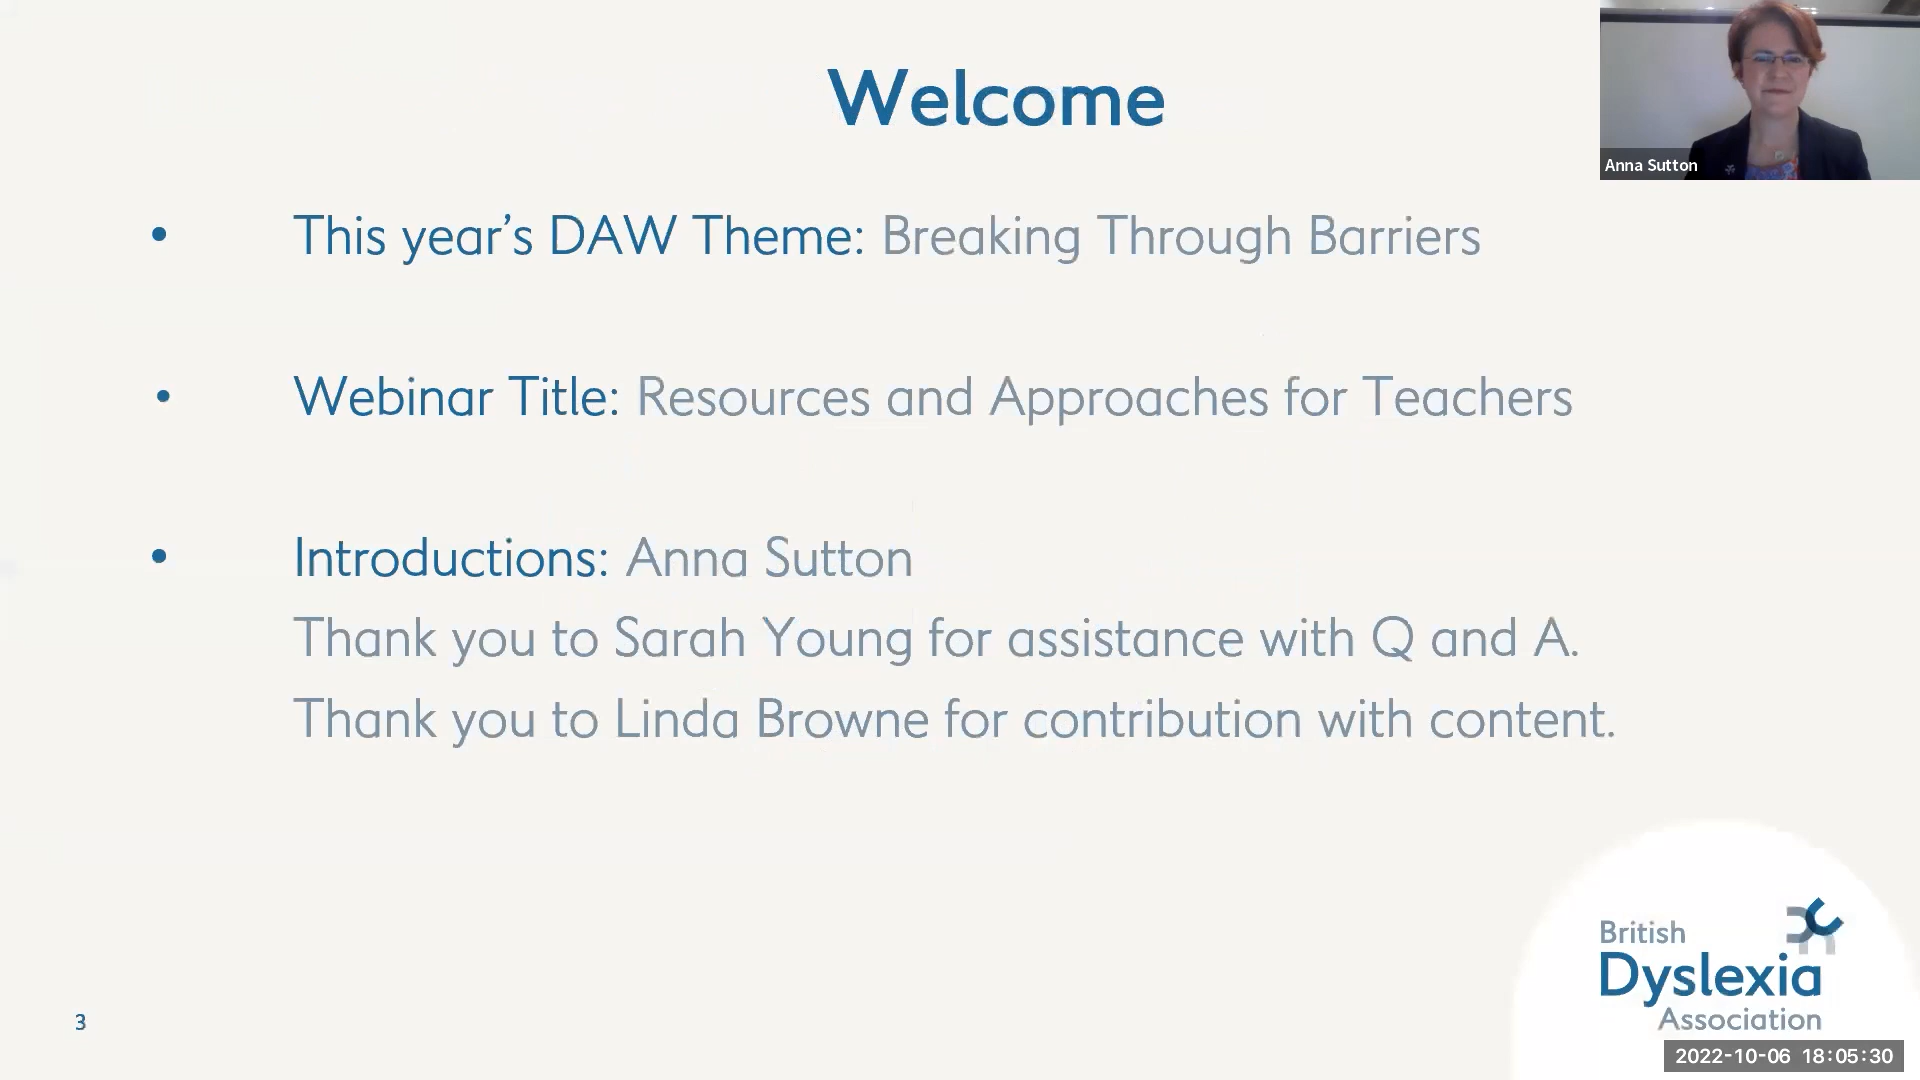 Welcome
Anna Sutton
• This year’s DAW Theme: Breaking Through Barriers
• Webinar Title: Resources and Approaches for Teachers
• Introductions: Anna Sutton
Thank you to Sarah Young for assistance with Q and A.
Thank you to Linda Browne for contribution with content.
British
Dyslexia
Association
3
2022-10-06 18:05:30